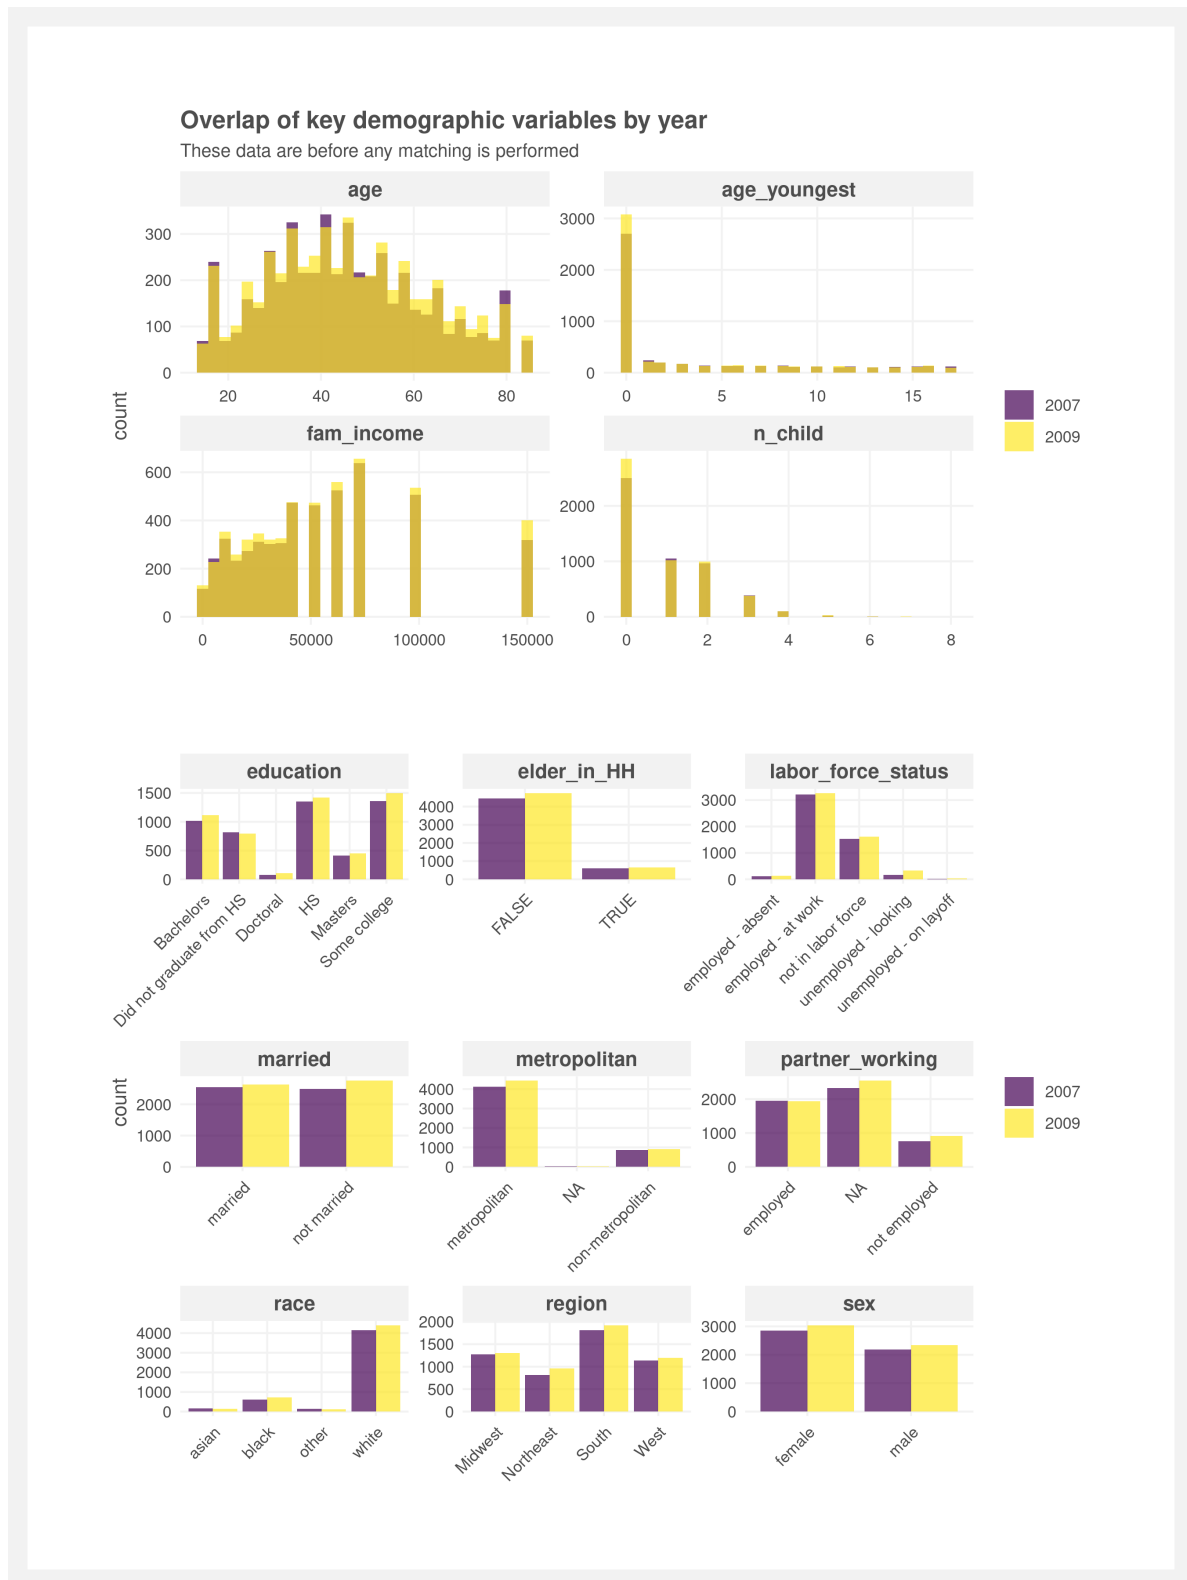 Overlap of key demographic variables by year
These data are before any matching is performed
age
age_youngest
300
200
100
0
20 40 60 80
3000
2000
1000
0
0 5 10 15
count
2007
2009
fam_income
n_child
600
400
200
0
0 50000 100000 150000
2000
1000
0
0 2 4 6 8
education
elder_in_HH
labor_force_status
1500
1000
500
0
Bachelors
Did not graduate from HS
Doctoral
HS
Masters
Some college
4000
3000
2000
1000
0
FALSE
TRUE
3000
2000
1000
0
employed - absent
employed - at work
not in labor force
unemployed - looking
unemployed - on layoff
married
metropolitan
partner_working
count
2000
1000
0
married
not married
4000
3000
2000
1000
0
metropolitan
NA
non-metropolitan
2000
1000
0
employed
NA
not employed
2007
2009
race
region
sex
4000
3000
2000
1000
0
asian
black
other
white
2000
1500
1000
500
0
Midwest
Northeast
South
West
3000
2000
1000
0
female
male